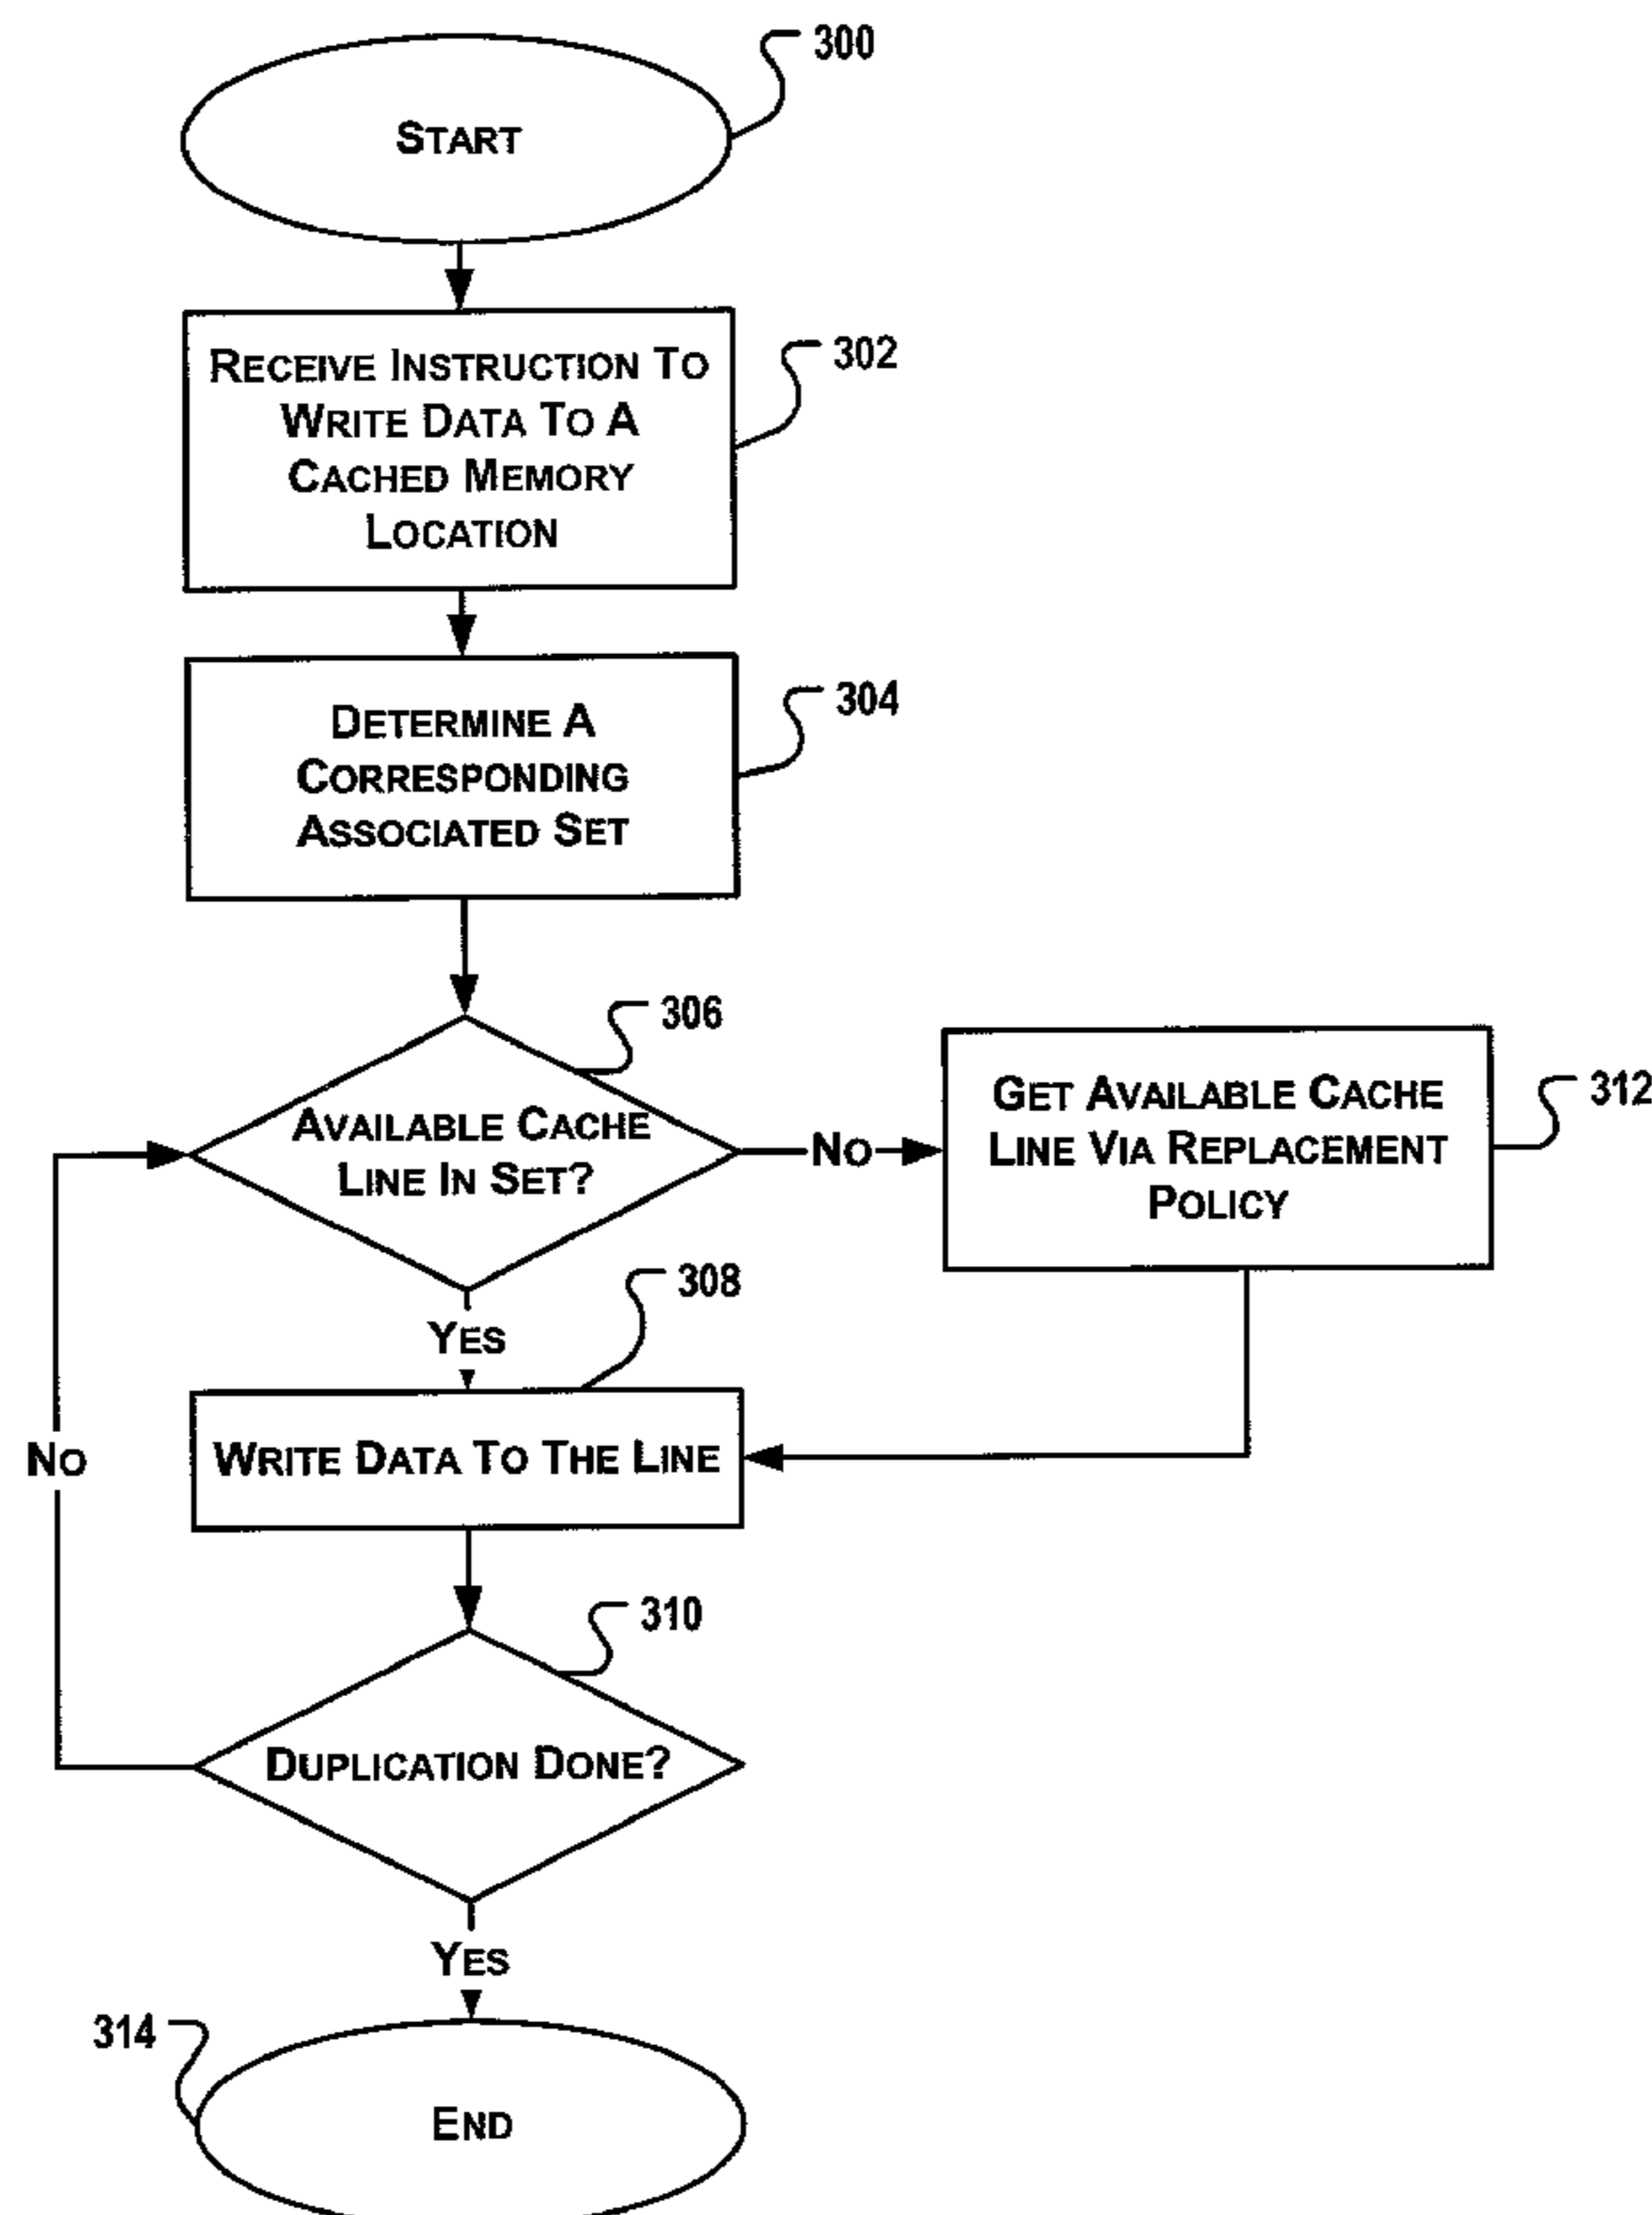 START
300
RECEIVE INSTRUCTION TO
WRITE DATA TO A
CACHED MEMORY
LOCATION
302
DETERMINE A
CORRESPONDING
ASSOCIATED SET
304
306
AVAILABLE CACHE
LINE IN SET?
NO
GET AVAILABLE CACHE
LINE VIA REPLACEMENT
POLICY
312
YES
308
WRITE DATA TO THE LINE
NO
310
DUPLICATION DONE?
YES
314
END